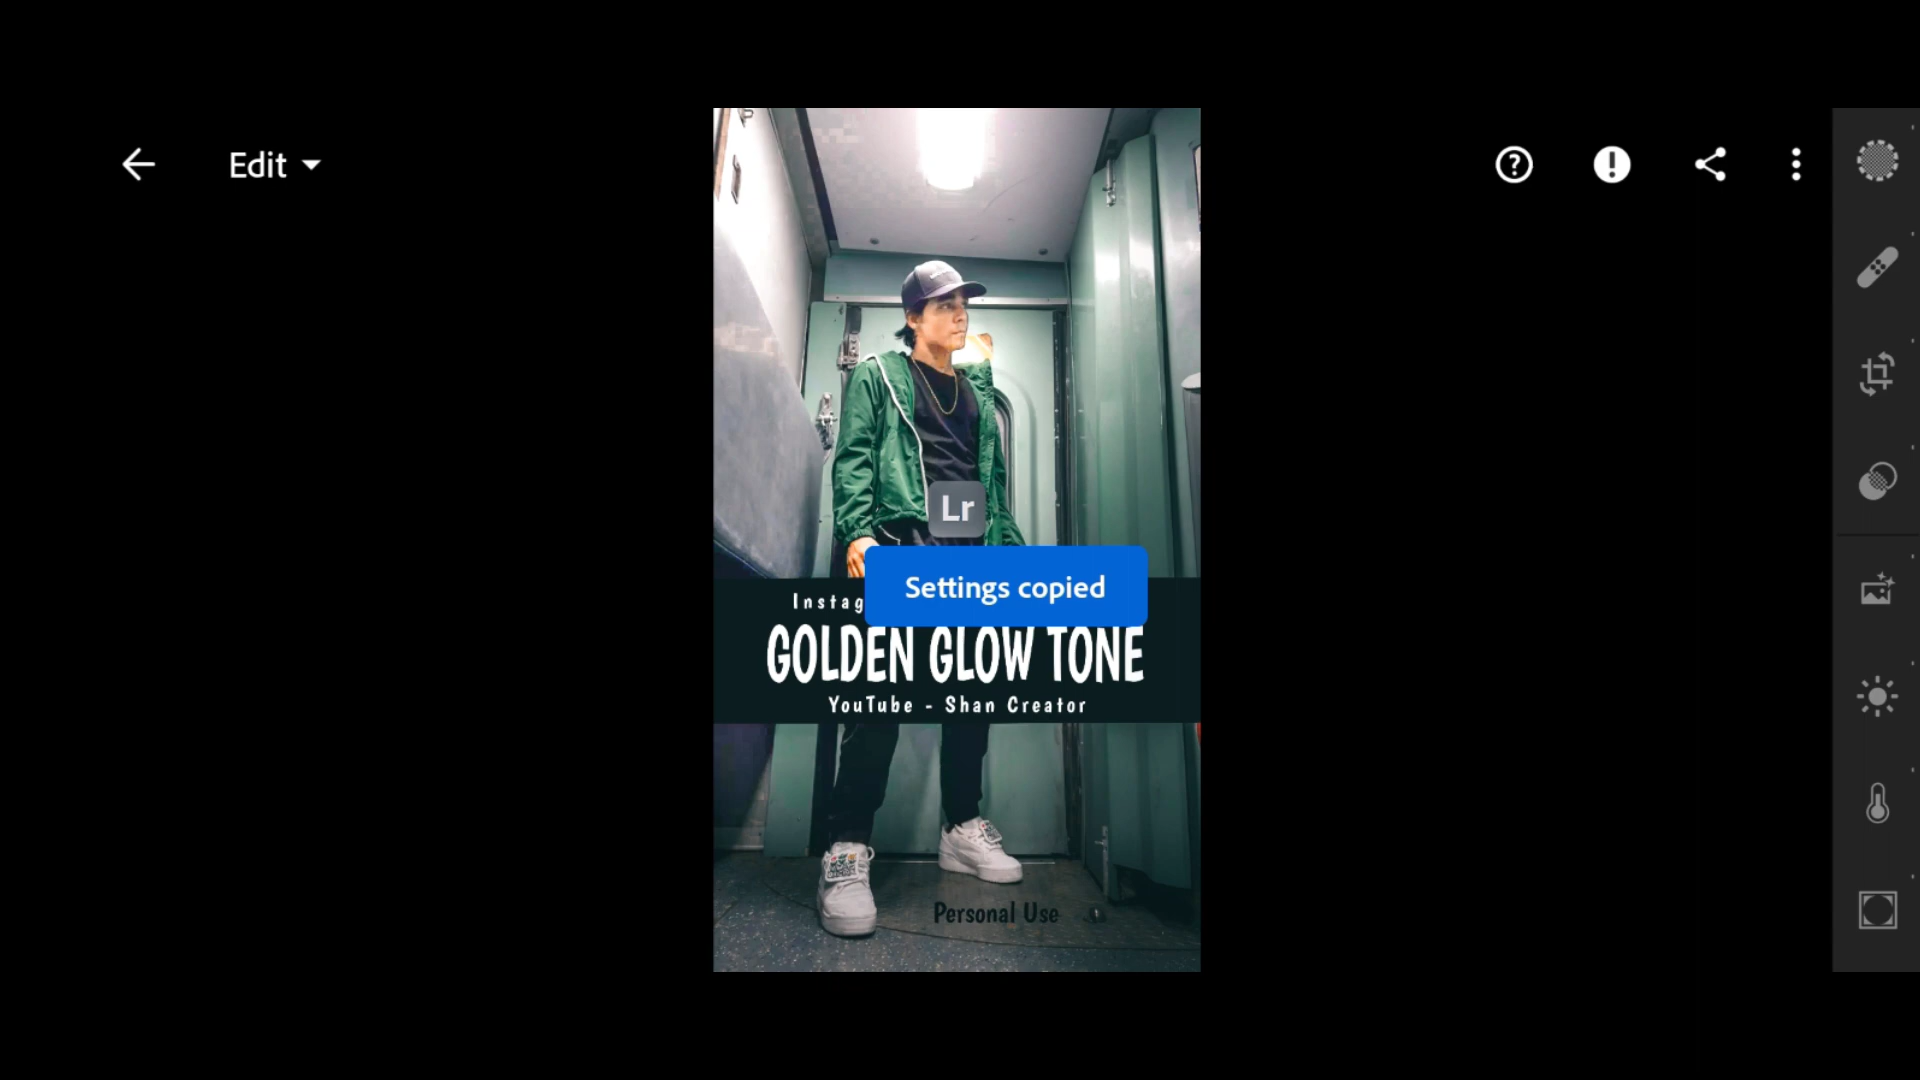 Edit
Lr
Settings copied
Instag
GOLDEN GLOW TONE
YouTube - Shan Creator
Personal Use